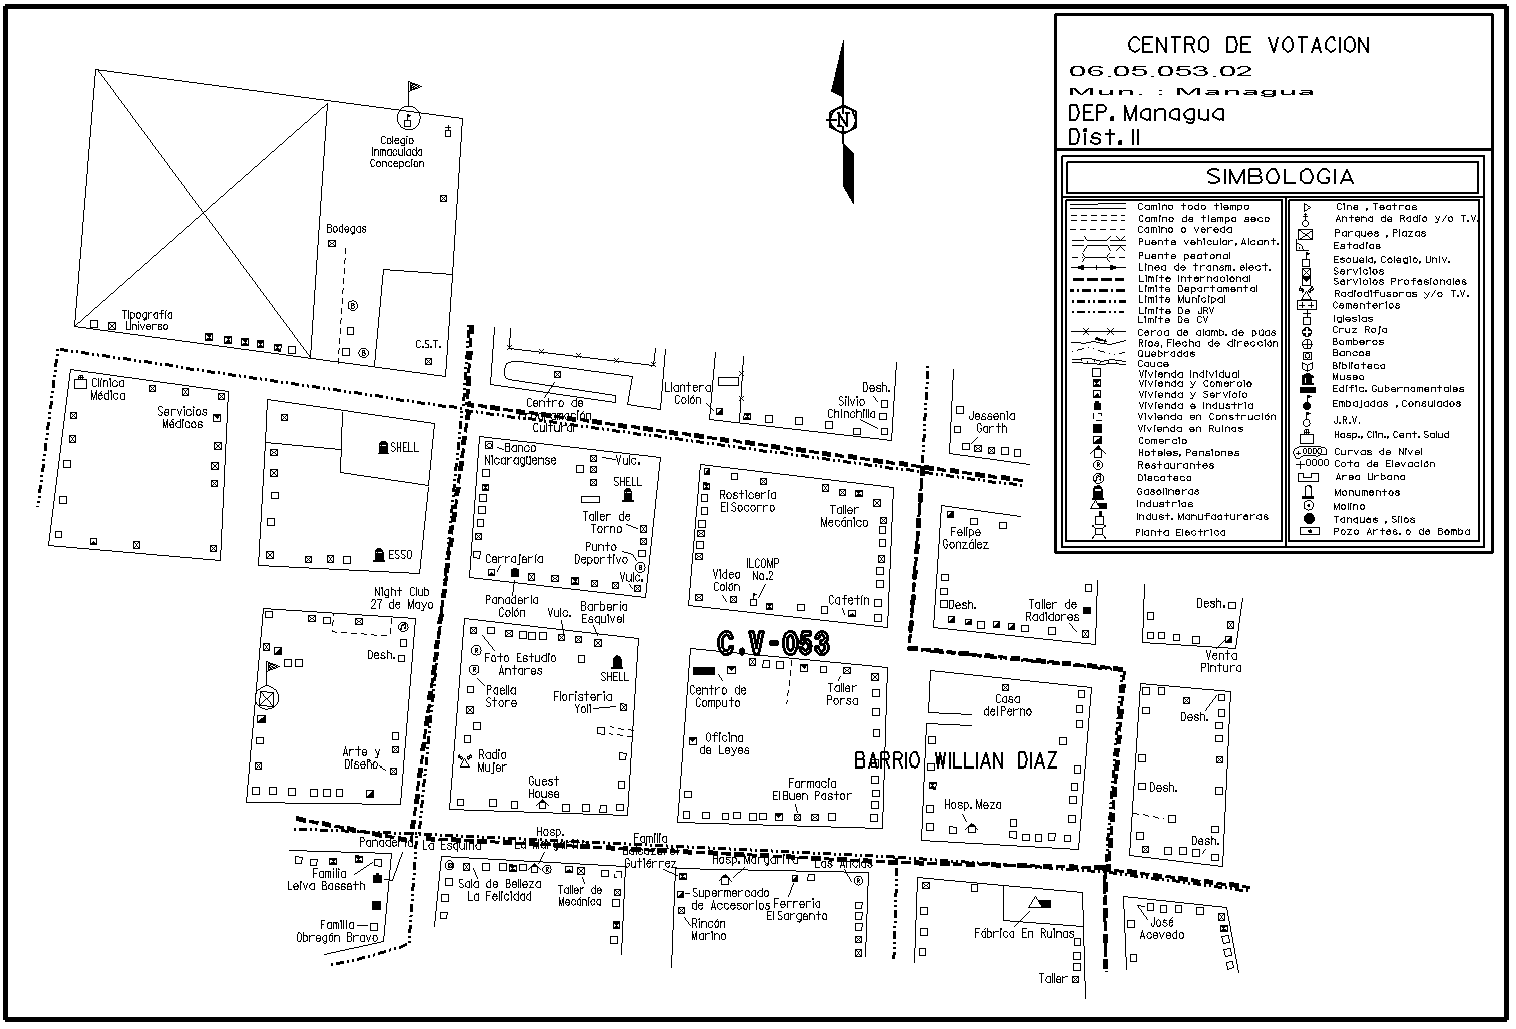 CENTRO DE VOTACION
06.05.053.02
Mun. : Managua
DEP. Managua
Dist. II
SIMBOLOGIA
Camino todo tiempo
Camino de tiempo seco
Camino o vereda
Puente vehicular, Alcant.
Puente peatonal
Linea de transm. elect.
Limite Internacional
Limite Departamental
Limite Municipal
Limite De JRV
Limite De CV
Cerca de alamb. de púas
Rios, Flecha de dirección
Quebradas
Cauce
Vivienda Individual
Vivienda y Comercio
Vivienda y Servicio
Vivienda e Industria
Vivienda en Construcción
Vivienda en Ruinas
Comercio
Hoteles, Pensiones
Restaurantes
Discoteca
Gasolineras
Industrias
Indust. Manufactureras
Planta Electrica
Cine , Teatros
Antena de Radio y/o T.V.
Parques , Plazas
Estadios
Escuela, Colegio, Univ.
Servicios
Servicios Profesionales
Radiodifusoras y/o T.V.
Cementerios
Iglesias
Cruz Roja
Bomberos
Bancos
Biblioteca
Museo
Edific. Gubernamentales
Embajadas , Consulados
J.R.V.
Hosp., Clin., Cent. Salud
Curvas de Nivel
Cota de Elevación
Area Urbana
Monumentos
Molino
Tanques , Silos
Pozo Artes. o de Bomba
N
Colegio
Inmaculada
Concepcion
Bodegas
Tipografía
Universo
C.S.T.
Clínica
Médica
Servicios
Médicos
SHELL
ESSO
Centro de
Cultural
Llantera
Colón
Desh.
Silvio
Chinchilla
Jessenia
Garth
Banco
Nicaragüense
Vulc.
SHELL
Taller de
Torno
Punto
Deportivo
Cerrajería
Vulc.
Panaderia
Colón
Rosticeria
El Socorro
Taller
Mecánico
ILCOMP
No.2
Video
Colón
Cafetín
Felipe
González
Desh.
Taller de
Radiadores
Desh.
Venta
Pintura
Night Club
27 de Mayo
Desh.
Arte y
Diseño
Vulc.
Barberia
Esquivel
Foto Estudio
Antares
SHELL
Paella
Store
Floristeria
Yoli
Radio
Mujer
Guest
House
C.V-053
Centro de
Computo
Taller
Porsa
Oficina
de Leyes
Farmacia
El Buen Pastor
Casa
del Perno
BARRIO WILLIAN DIAZ
Hosp. Meza
Desh.
Desh.
Desh.
Panaderia
La Esquina
Hosp.
La Margarita
Familia
Gutiérrez
Hosp. Margarita
Las Ancias
Familia
Leiva Basseth
Familia
Obregón Bravo
Sala de Belleza
La Felicidad
Taller de
Mecánica
Supermercado
de Accesorios
Rincón
Marino
Ferreria
El Sargento
Fábrica En Ruinas
Taller
José
Acevedo